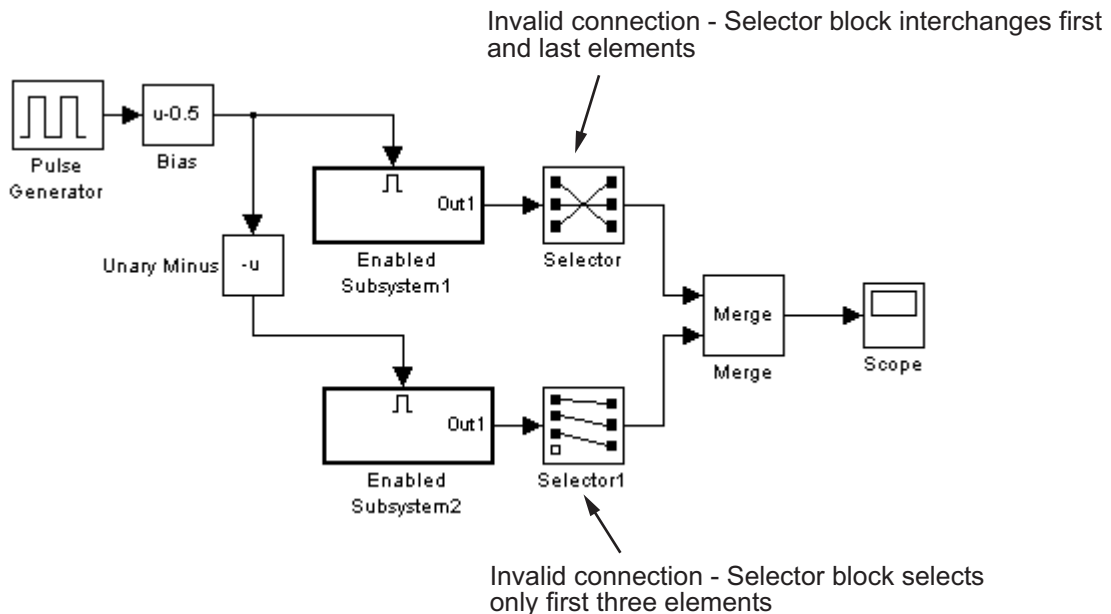 Invalid connection - Selector block interchanges first
and last elements
Pulse
Generator
u-0.5
Bias
Out1
Enabled
Subsystem1
Selector
Unary Minus
-u
Merge
Merge
Scope
Out1
Enabled
Subsystem2
Selector1
Invalid connection - Selector block selects
only first three elements